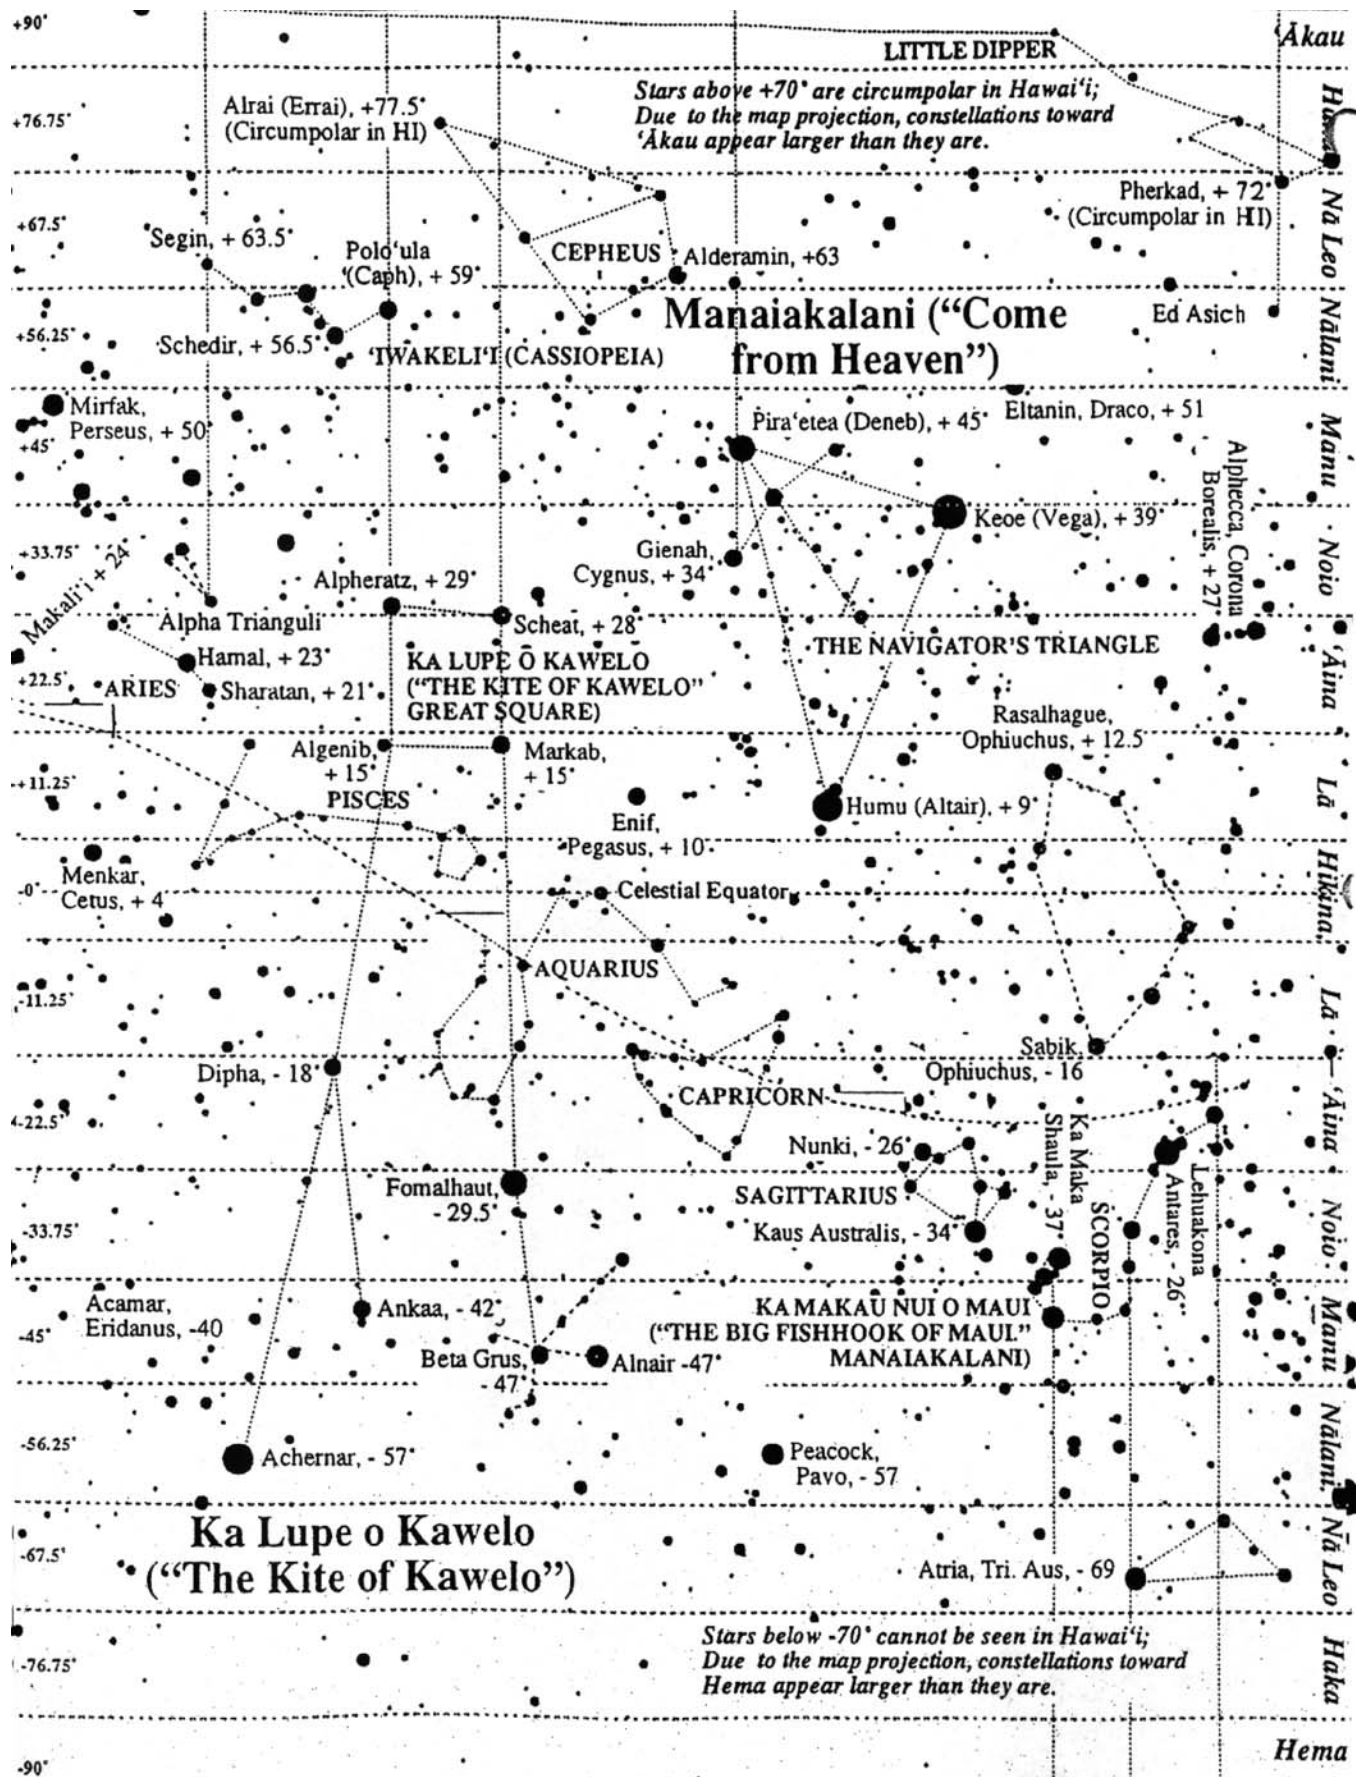 +90°
'Ākau
LITTLE DIPPER
Stars above +70° are circumpolar in Hawai'i;
Due to the map projection, constellations toward
'Ākau appear larger than they are.
Alrai (Errai), +77.5°
(Circumpolar in HI)
+76.75°
Pherkad, + 72°
(Circumpolar in HI)
Nā Leo
+67.5°
Segin, + 63.5°
Polo'ula
(Caph), + 59°
CEPHEUS
Alderamin, +63
Manaiakalani ("Come
from Heaven")
Ed Asich
Nālani
+56.25°
Schedir, + 56.5°
'IWAKELI'I (CASSIOPEIA)
Mirfak,
Perseus, + 50°
+45°
Pira'etea (Deneb), + 45°
Eltanin, Draco, + 51
Manu
Alphecca, Corona
Borealis, + 27°
Keoe (Vega), + 39°
+33.75°
Makali'i + 24
Gienah,
Cygnus, + 34°
Noio
Alpheratz, + 29°
Alpha Trianguli
Scheat, + 28°
THE NAVIGATOR'S TRIANGLE
Hamal, + 23°
KA LUPE Ō KAWELO
("THE KITE OF KAWELO"
GREAT SQUARE)
+22.5°
ARIES
Sharatan, + 21°
'Āina
Rasalhague,
Ophiuchus, + 12.5°
Algenib,
+ 15°
Markab,
+ 15°
+11.25°
PISCES
Humu (Altair), + 9°
Lā
Enif,
Pegasus, + 10°
Menkar,
Cetus, + 4
Hikina
-0°
Celestial Equator
AQUARIUS
-11.25°
Lā
Dipha, - 18°
Sabik,
Ophiuchus, - 16
CAPRICORN
-22.5°
'Āina
Nunki, - 26°
Ka Maka
Shaula, - 37°
Lehuakona
Antares, - 26°
Fomalhaut,
- 29.5°
SAGITTARIUS
SCORPIO
Kaus Australis, - 34°
-33.75°
Noio
Acamar,
Eridanus, -40
Ankaa, - 42°
KA MAKAU NUI O MAUI
("THE BIG FISHHOOK OF MAUI."
MANAIAKALANI)
Manu
-45°
Beta Grus,
- 47°
Alnair -47°
Nālani
-56.25°
Achernar, - 57°
Peacock,
Pavo, - 57
Ka Lupe o Kawelo
("The Kite of Kawelo")
-67.5°
Atria, Tri. Aus, - 69
Nā Leo
Stars below -70° cannot be seen in Hawai'i;
Due to the map projection, constellations toward
Hema appear larger than they are.
-76.75°
Haka
Hema
-90°